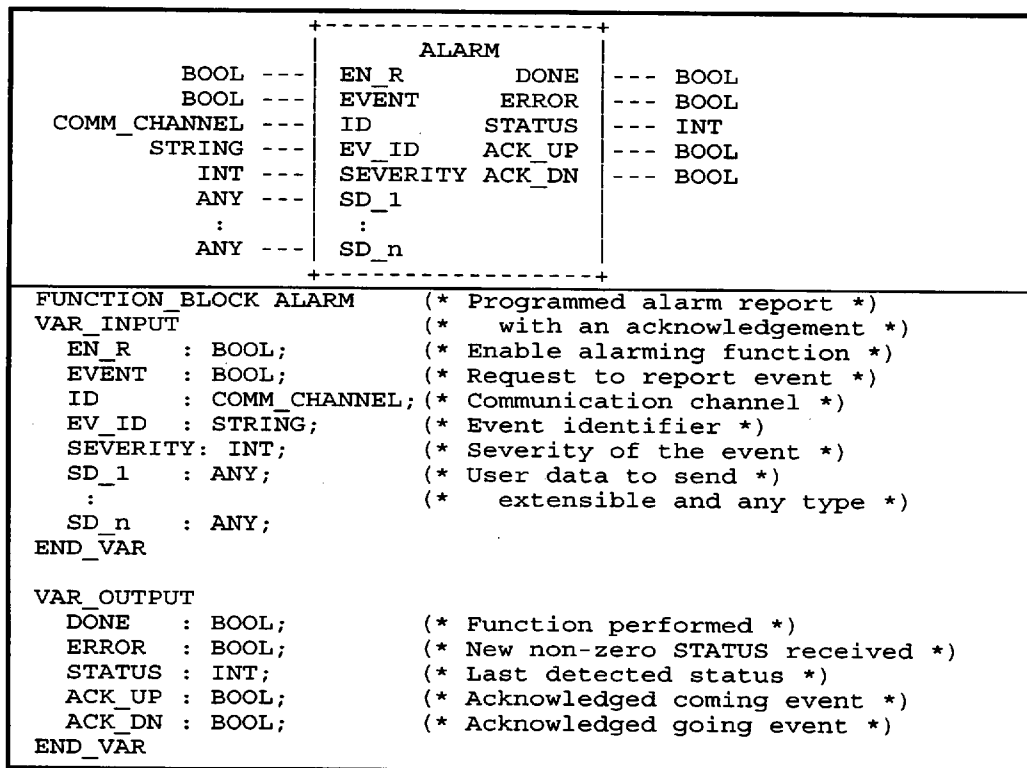 +------------------+
ALARM
BOOL ---| EN_R DONE |--- BOOL
BOOL ---| EVENT ERROR |--- BOOL
COMM_CHANNEL ---| ID STATUS |--- INT
STRING ---| EV_ID ACK_UP |--- BOOL
INT ---| SEVERITY ACK_DN |--- BOOL
ANY ---| SD_1
: :
ANY ---| SD_n
+------------------+
FUNCTION_BLOCK ALARM (* Programmed alarm report *)
VAR_INPUT (* with an acknowledgement *)
EN_R : BOOL; (* Enable alarming function *)
EVENT : BOOL; (* Request to report event *)
ID : COMM_CHANNEL; (* Communication channel *)
EV_ID : STRING; (* Event identifier *)
SEVERITY: INT; (* Severity of the event *)
SD_1 : ANY; (* User data to send *)
: (* extensible and any type *)
SD_n : ANY;
END_VAR
VAR_OUTPUT
DONE : BOOL; (* Function performed *)
ERROR : BOOL; (* New non-zero STATUS received *)
STATUS : INT; (* Last detected status *)
ACK_UP : BOOL; (* Acknowledged coming event *)
ACK_DN : BOOL; (* Acknowledged going event *)
END_VAR